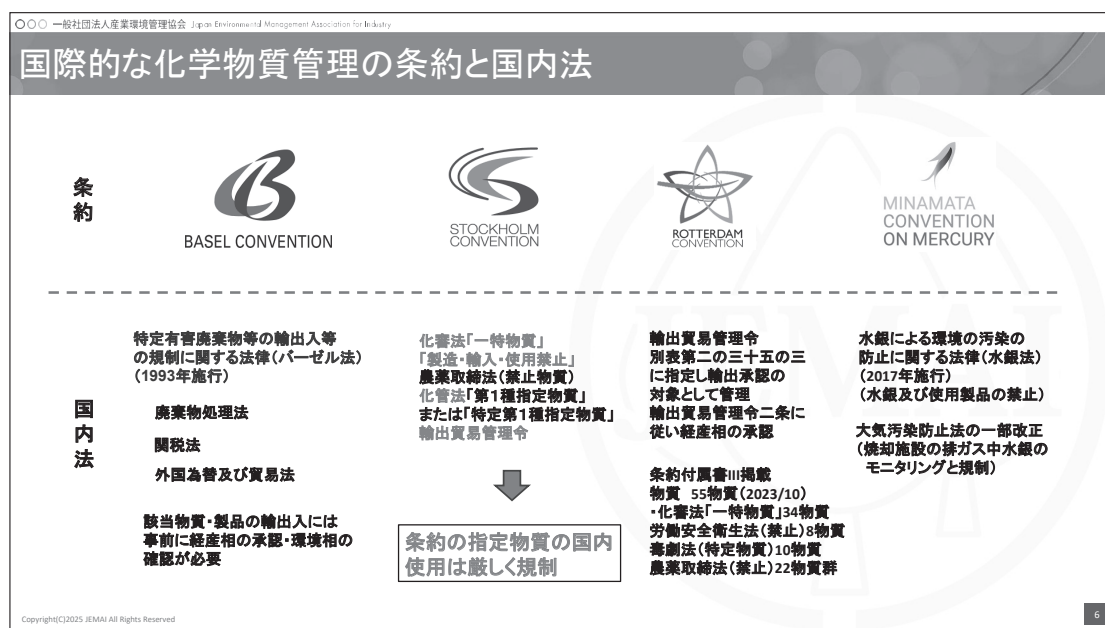 一般社団法人産業環境管理協会 Japan Environmental Management Association for Industry
国際的な化学物質管理の条約と国内法
条約
BASEL CONVENTION
STOCKHOLM
CONVENTION
ROTTERDAM
CONVENTION
MINAMATA
CONVENTION
ON MERCURY
国内法
特定有害廃棄物等の輸出入等
の規制に関する法律(バーゼル法)
(1993年施行)
廃棄物処理法
関税法
外国為替及び貿易法
該当物質・製品の輸出入には
事前に経産相の承認・環境相の
確認が必要
化審法「一特物質」
「製造・輸入・使用禁止」
農薬取締法(禁止物質)
化管法「第1種指定物質」
または「特定第1種指定物質」
輸出貿易管理令
条約の指定物質の国内
使用は厳しく規制
輸出貿易管理令
別表第二の三十五の三
に指定し輸出承認の
対象として管理
輸出貿易管理令二条に
従い経産相の承認
条約付属書III掲載
物質 55物質(2023/10)
・化審法「一特物質」34物質
労働安全衛生法(禁止)8物質
毒劇法(特定物質)10物質
農薬取締法(禁止)22物質群
水銀による環境の汚染の
防止に関する法律(水銀法)
(2017年施行)
(水銀及び使用製品の禁止)
大気汚染防止法の一部改正
(焼却施設の排ガス中水銀の
モニタリングと規制)
JEMAI
Copyright(C)2025 JEMAI All Rights Reserved
6